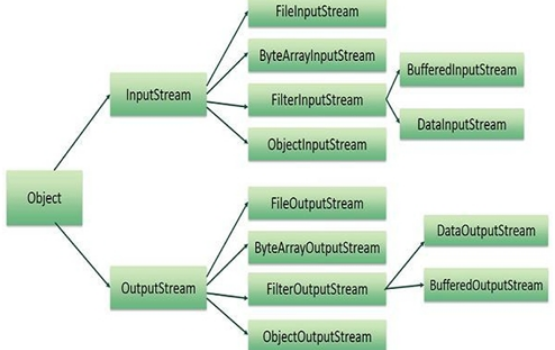 FileInputStream
ByteArrayInputStream
InputStream
FilterInputStream
BufferedInputStream
DataInputStream
ObjectInputStream
Object
FileOutputStream
ByteArrayOutputStream
DataOutputStream
OutputStream
FilterOutputStream
BufferedOutputStream
ObjectOutputStream